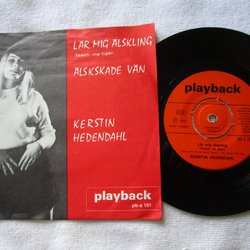 LÄR MIG ÄLSKLING
Teach me tiger
ÄLSKSKADE VÄN
KERSTIN
HEDENDAHL
playback
pb-s 101
playback
Lär mig älskling
(Teach me tiger)
KERSTIN HEDENDAHL